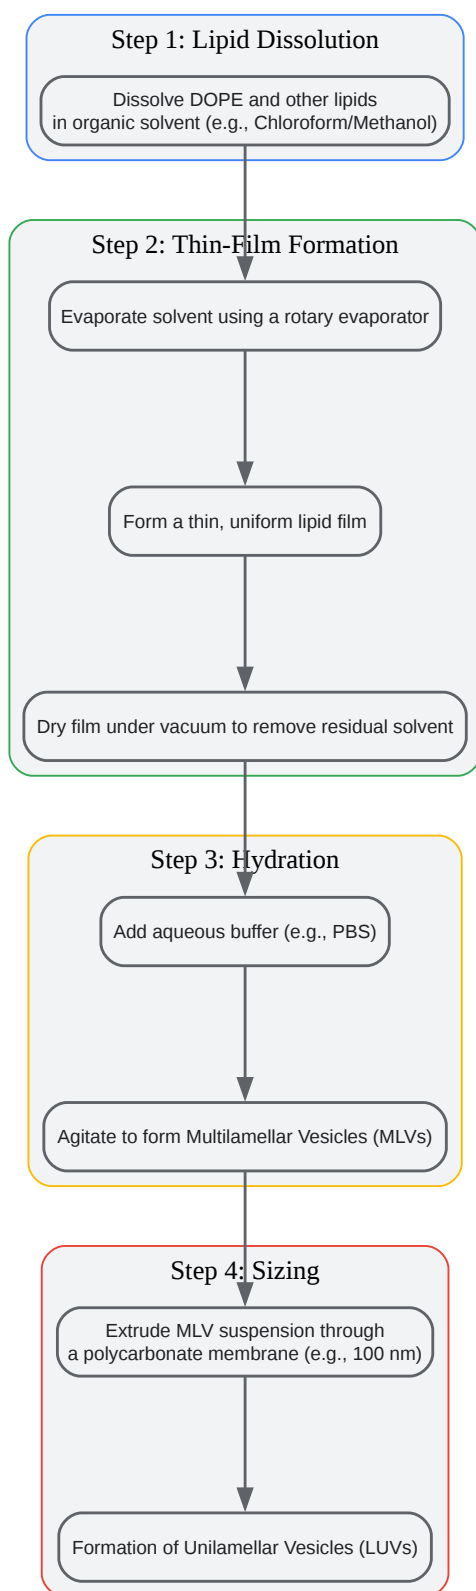 Step 1: Lipid Dissolution
Dissolve DOPE and other lipids
in organic solvent (e.g., Chloroform/Methanol)
Step 2: Thin-Film Formation
Evaporate solvent using a rotary evaporator
Form a thin, uniform lipid film
Dry film under vacuum to remove residual solvent
Step 3: Hydration
Add aqueous buffer (e.g., PBS)
Agitate to form Multilamellar Vesicles (MLVs)
Step 4: Sizing
Extrude MLV suspension through
a polycarbonate membrane (e.g., 100 nm)
Formation of Unilamellar Vesicles (LUVs)